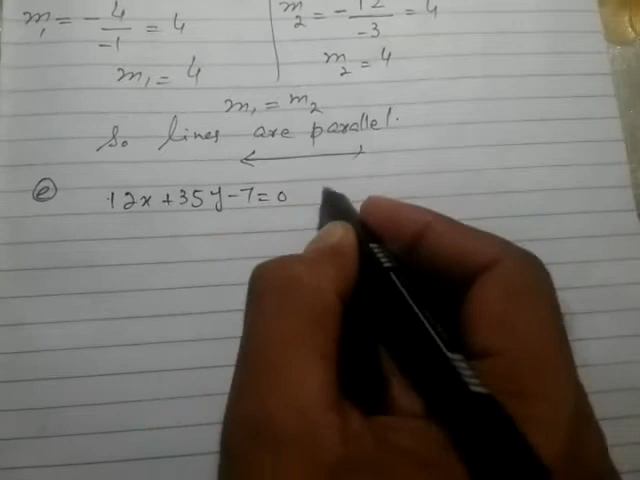 m₁ = - 4/-1 = 4
m₁ = 4
m₂ = - 12/-3 = 4
m₂ = 4
m₁ = m₂
So lines are parallel.
(e) 12x + 35y - 7 = 0